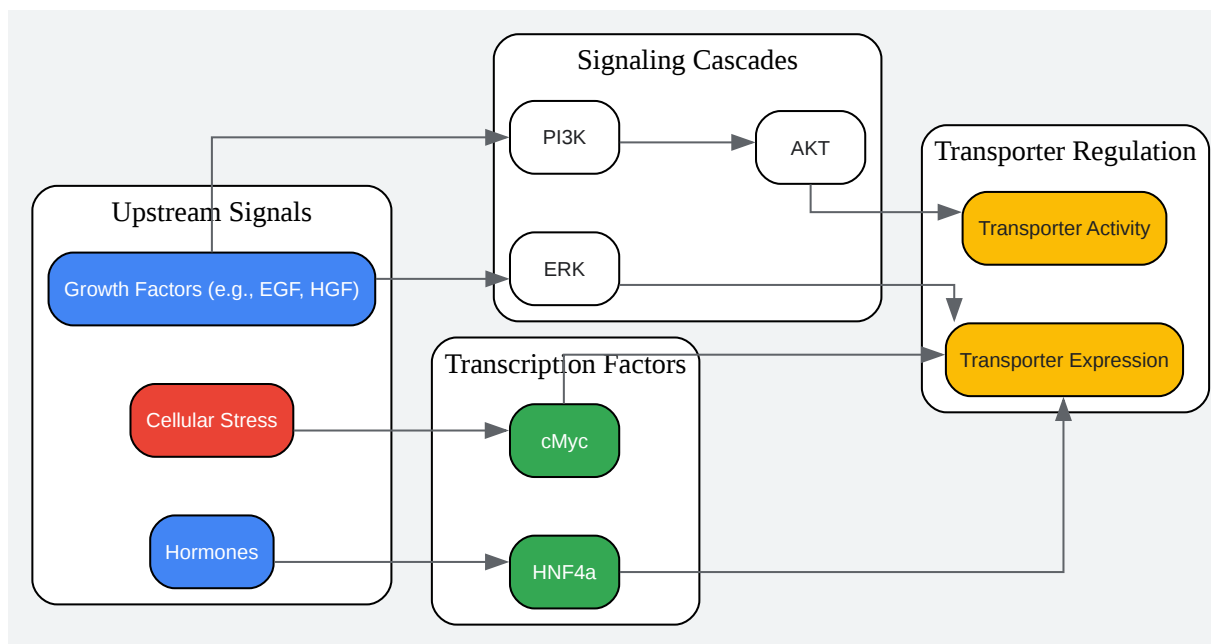 Signaling Cascades
PI3K
AKT
ERK
Transporter Regulation
Transporter Activity
Transporter Expression
Upstream Signals
Growth Factors (e.g., EGF, HGF)
Cellular Stress
Hormones
Transcription Factors
cMyc
HNF4a